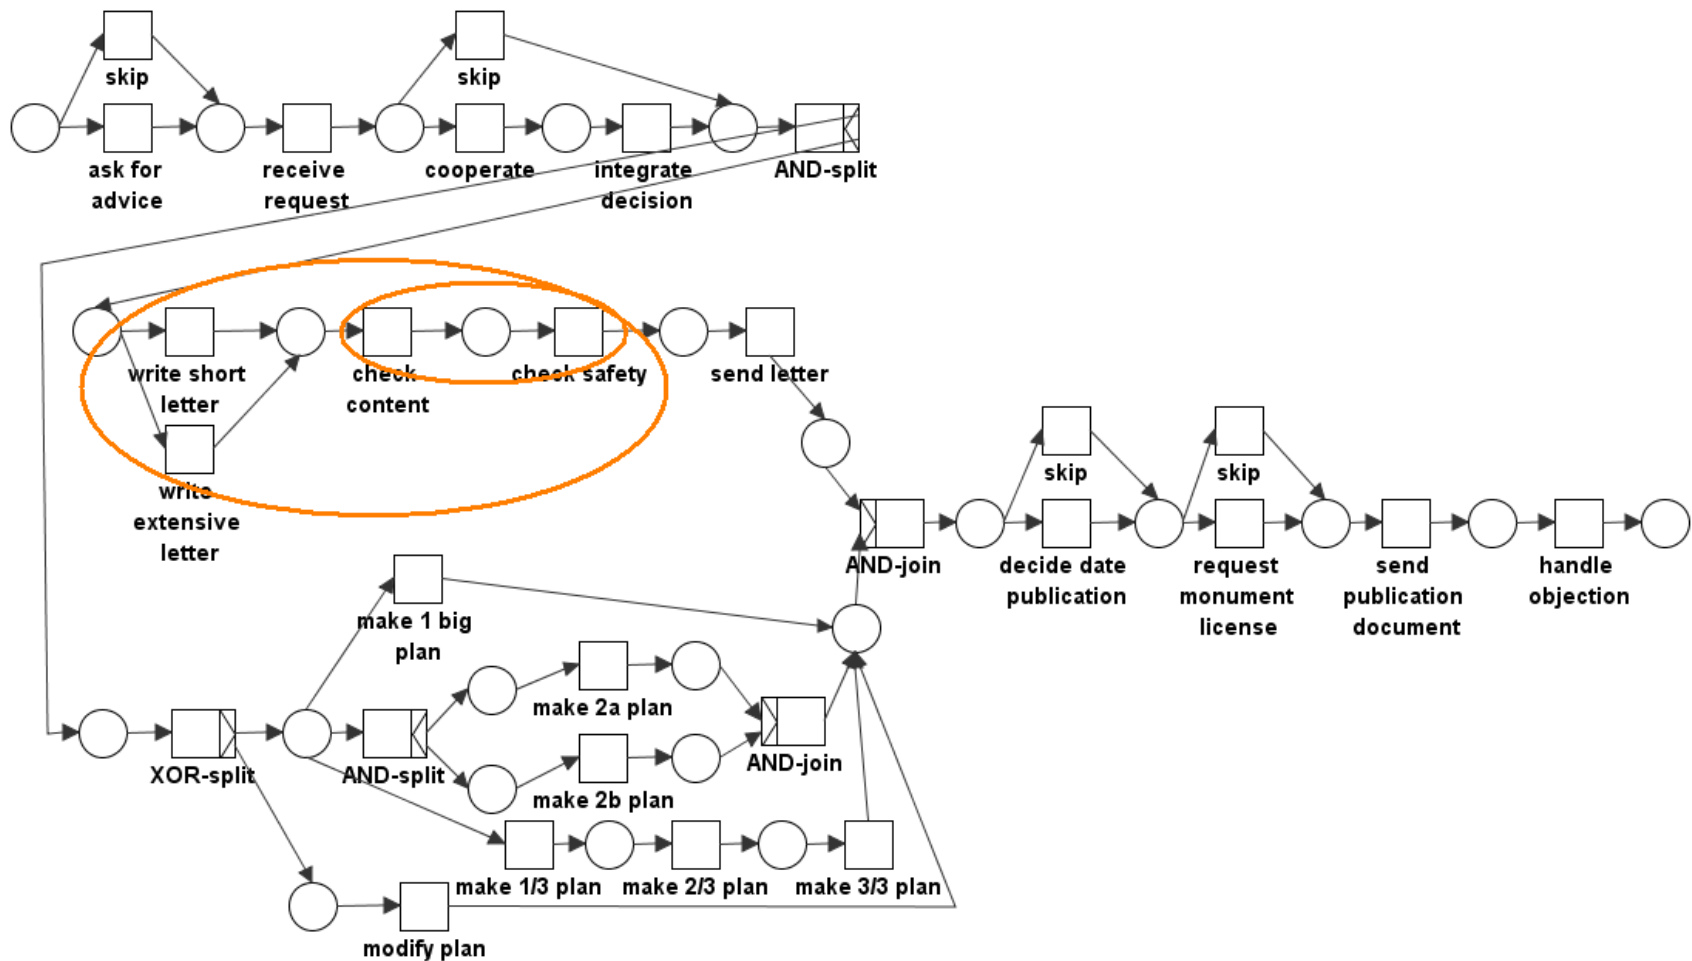 skip
skip
ask for
advice
receive
request
cooperate
integrate
decision
AND-split
write short
letter
check
content
check safety
send letter
write
extensive
letter
skip
skip
AND-join
decide date
publication
request
monument
license
send
publication
document
handle
objection
make 1 big
plan
make 2a plan
XOR-split
AND-split
make 2b plan
AND-join
make 1/3 plan
make 2/3 plan
make 3/3 plan
modify plan